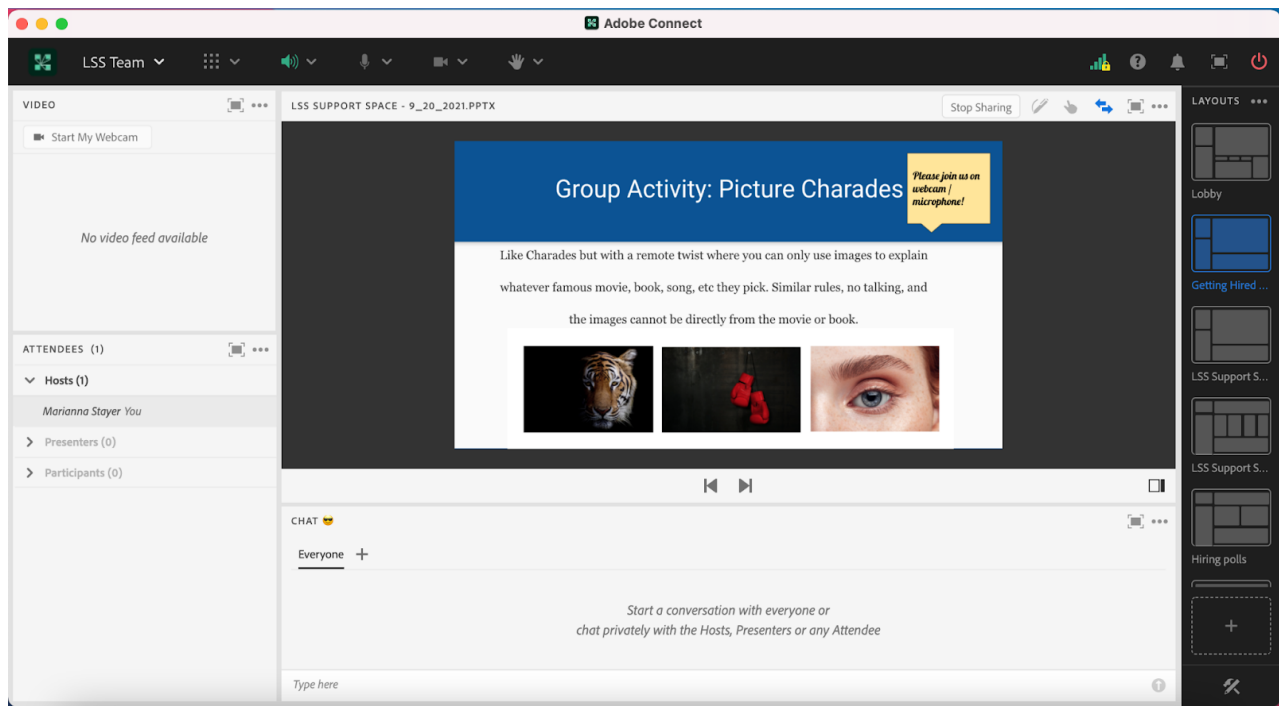 Adobe Connect
LSS Team
VIDEO
Start My Webcam
No video feed available
ATTENDEES (1)
Hosts (1)
Marianna Stayer You
Presenters (0)
Participants (0)
LSS SUPPORT SPACE - 9_20_2021.PPTX
Stop Sharing
Group Activity: Picture Charades
Please join us on
webcam /
microphone!
Like Charades but with a remote twist where you can only use images to explain
whatever famous movie, book, song, etc they pick. Similar rules, no talking, and
the images cannot be directly from the movie or book.
CHAT 😎
Everyone
Start a conversation with everyone or
chat privately with the Hosts, Presenters or any Attendee
Type here
LAYOUTS
Lobby
Getting Hired ...
LSS Support S...
LSS Support S...
Hiring polls